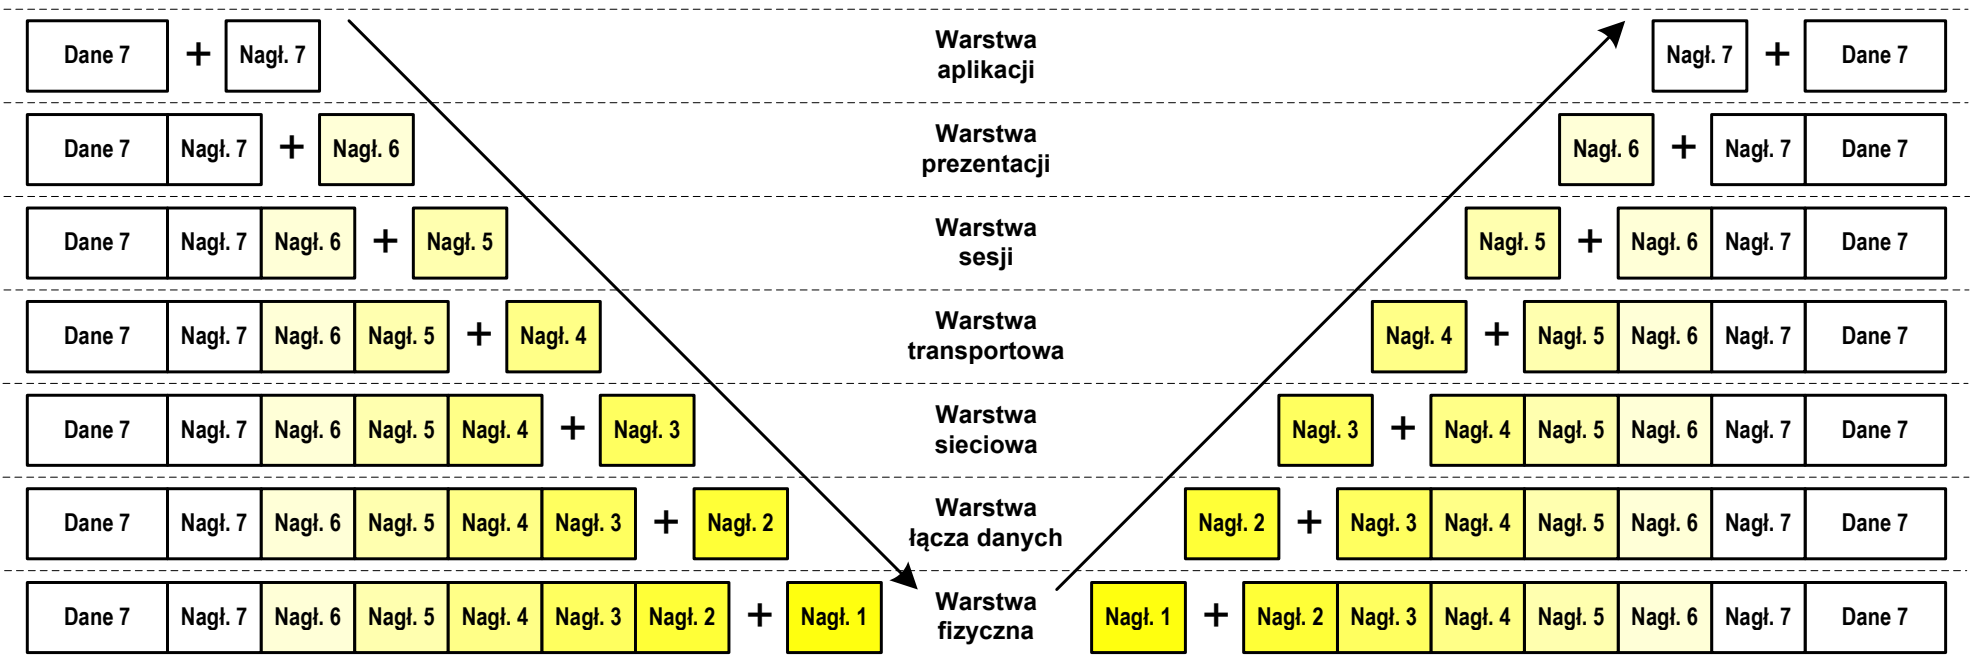 Dane 7 + Nagł. 7 Warstwa aplikacji Nagł. 7 + Dane 7
Dane 7 Nagł. 7 + Nagł. 6 Warstwa prezentacji Nagł. 6 + Nagł. 7 Dane 7
Dane 7 Nagł. 7 Nagł. 6 + Nagł. 5 Warstwa sesji Nagł. 5 + Nagł. 6 Nagł. 7 Dane 7
Dane 7 Nagł. 7 Nagł. 6 Nagł. 5 + Nagł. 4 Warstwa transportowa Nagł. 4 + Nagł. 5 Nagł. 6 Nagł. 7 Dane 7
Dane 7 Nagł. 7 Nagł. 6 Nagł. 5 Nagł. 4 + Nagł. 3 Warstwa sieciowa Nagł. 3 + Nagł. 4 Nagł. 5 Nagł. 6 Nagł. 7 Dane 7
Dane 7 Nagł. 7 Nagł. 6 Nagł. 5 Nagł. 4 Nagł. 3 + Nagł. 2 Warstwa łącza danych Nagł. 2 + Nagł. 3 Nagł. 4 Nagł. 5 Nagł. 6 Nagł. 7 Dane 7
Dane 7 Nagł. 7 Nagł. 6 Nagł. 5 Nagł. 4 Nagł. 3 Nagł. 2 + Nagł. 1 Warstwa fizyczna Nagł. 1 + Nagł. 2 Nagł. 3 Nagł. 4 Nagł. 5 Nagł. 6 Nagł. 7 Dane 7